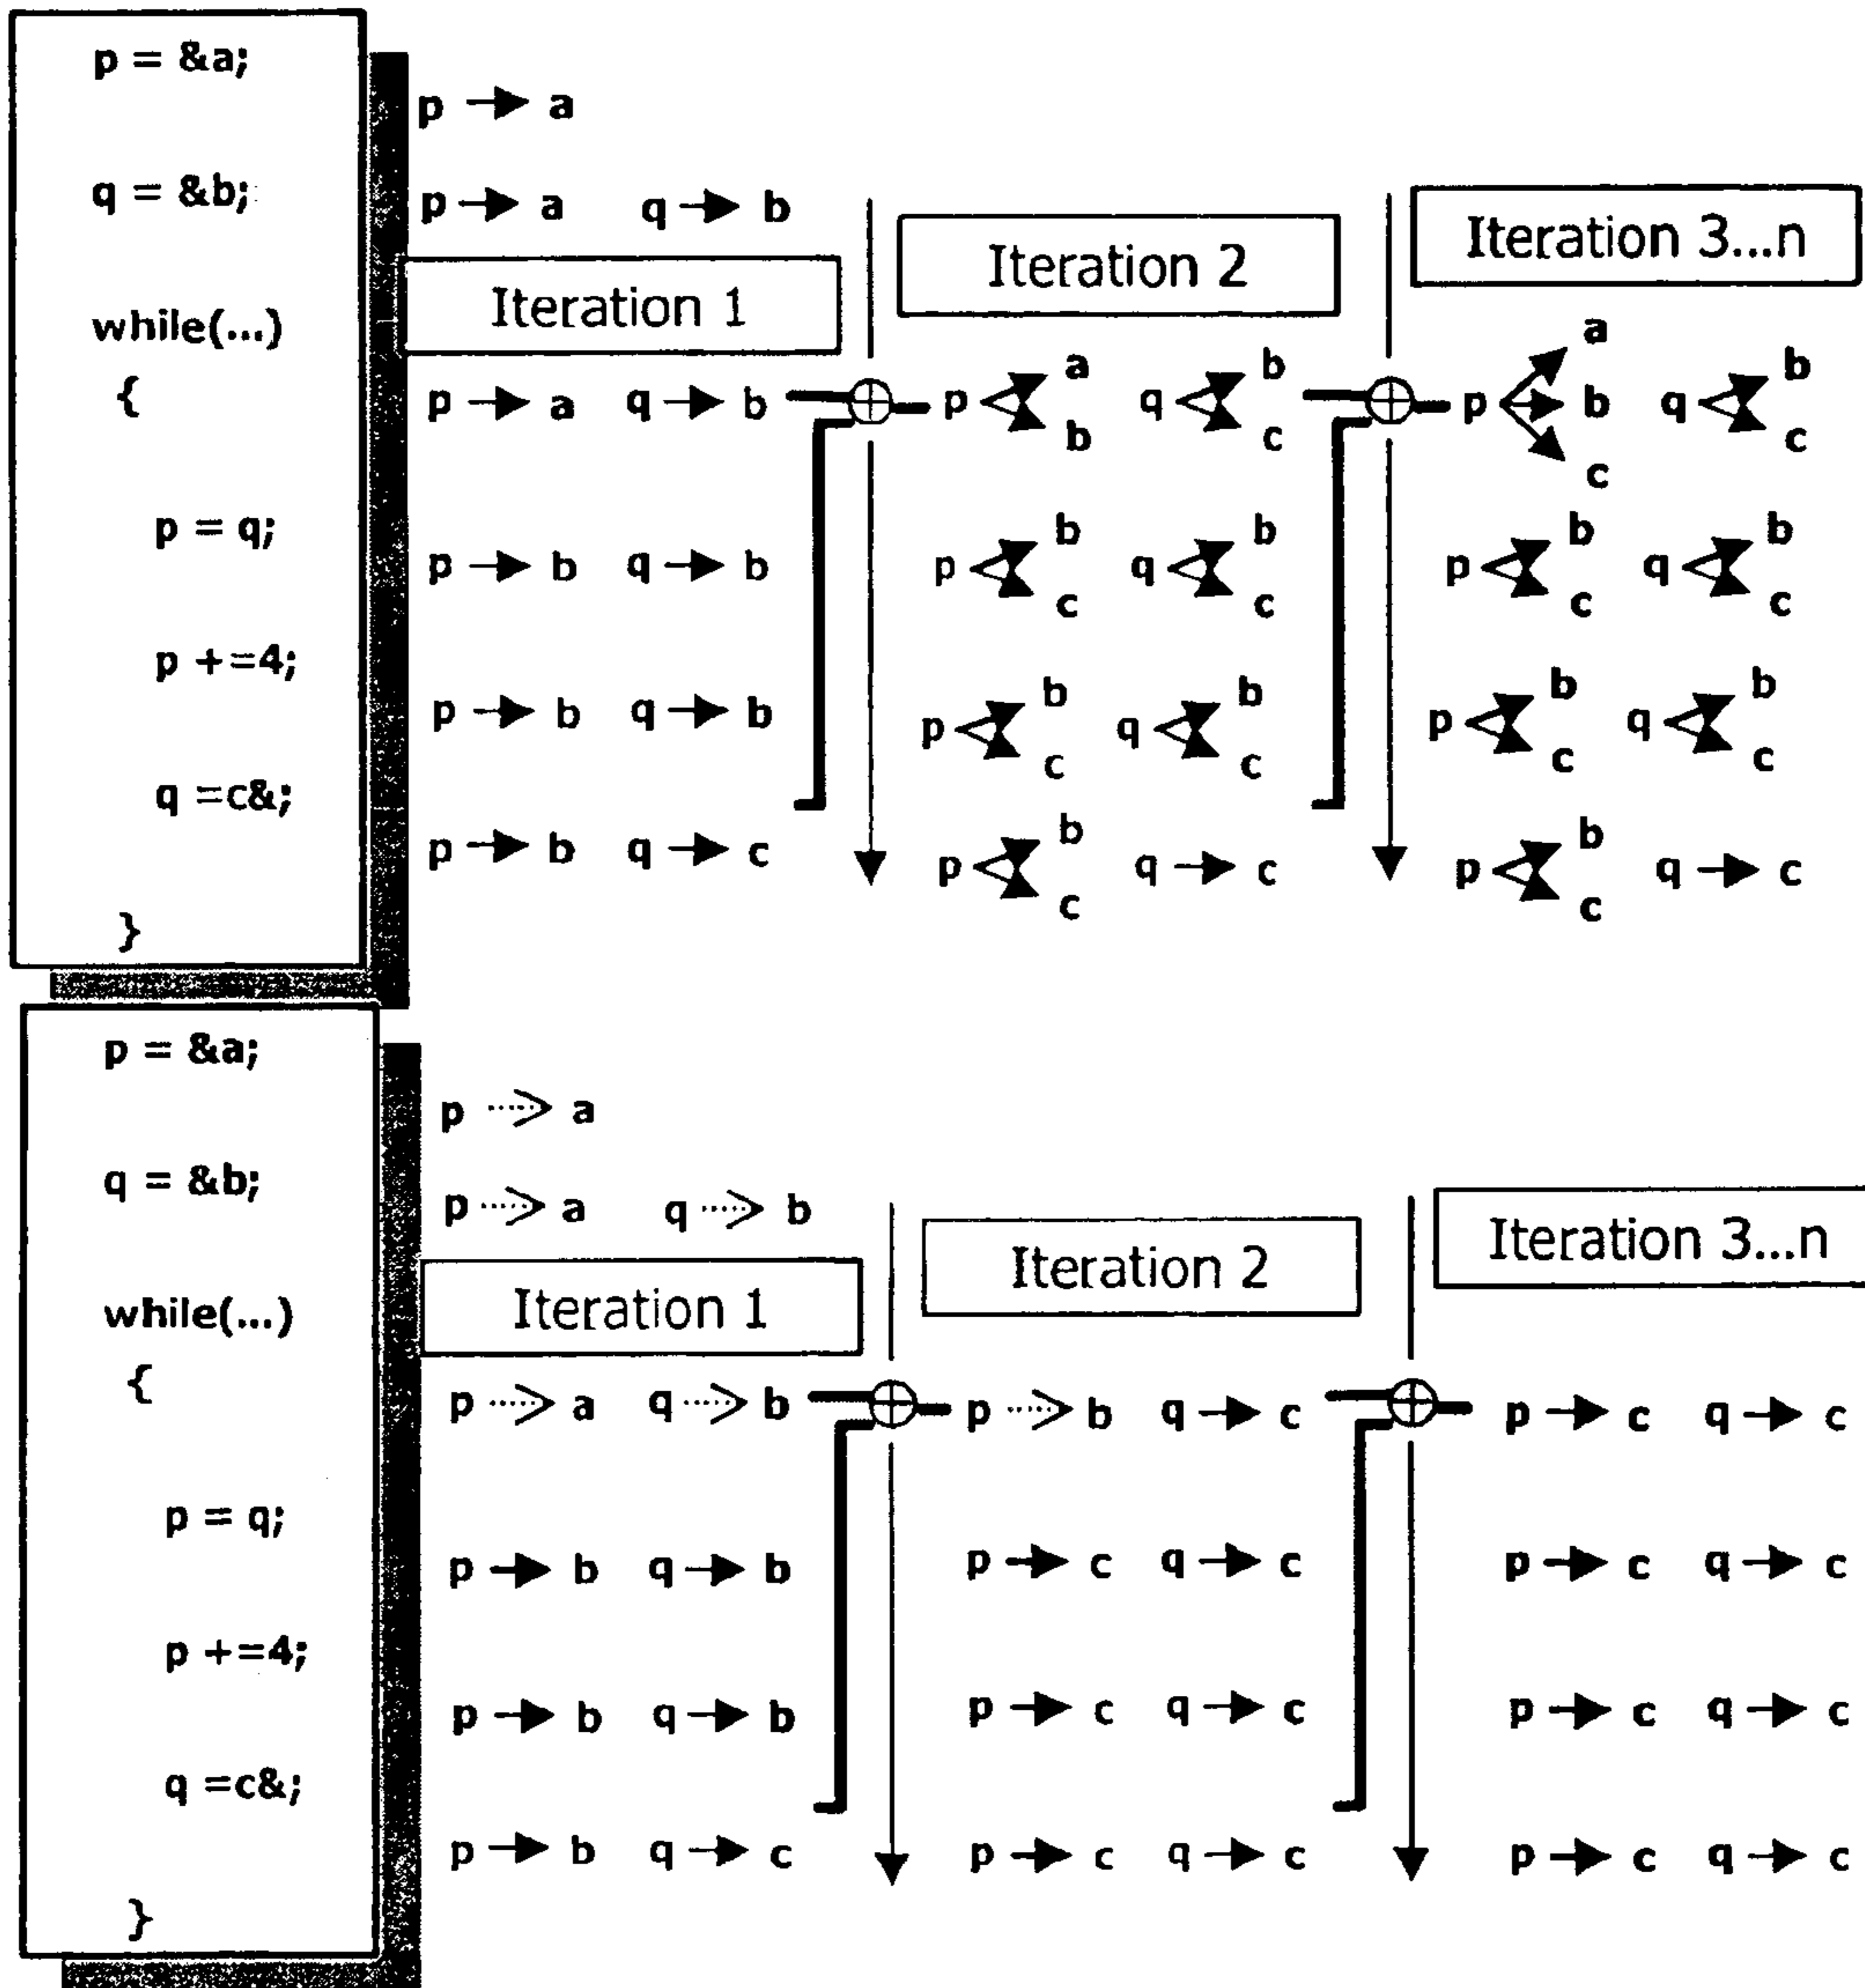 p = &a;
p a
q = &b;
p a q b
Iteration 1 Iteration 2 Iteration 3...n
while(...)
{
p a q b p a b q b c p a b c q b c
p = q;
p b q b p b c q b c p b c q b c
p +=4;
p b q b p b c q b c p b c q b c
q =c&;
p b q c p b c q c p b c q c
}
p = &a;
p a
q = &b;
p a q b
Iteration 1 Iteration 2 Iteration 3...n
while(...)
{
p a q b p b q c p c q c
p = q;
p b q b p c q c p c q c
p +=4;
p b q b p c q c p c q c
q =c&;
p b q c p c q c p c q c
}